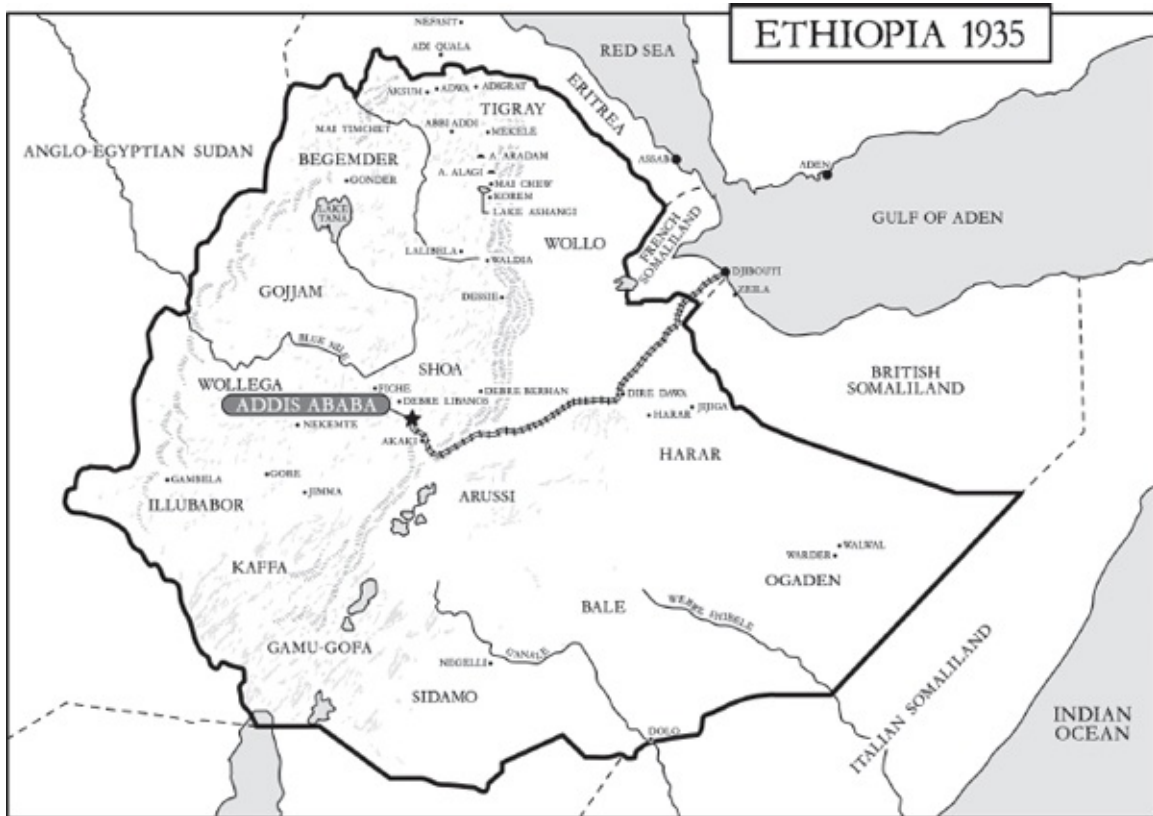 ETHIOPIA 1935
NEFASIT
ADI QUALA
RED SEA
AKSUM
ADWA
ADIGRAT
TIGRAY
ERITREA
MAI TIMCHET
ABBI ADDI
MEKELE
ANGLO-EGYPTIAN SUDAN
BEGEMDER
A. ARADAM
ASSAB
ADEN
GONDER
A. ALAGI
MAI CHEW
KOREM
LAKE
TANA
LAKE ASHANGI
GULF OF ADEN
WOLLO
FRENCH
SOMALILAND
LALIBELA
WALDIA
DJIBOUTI
ZEILA
GOJJAM
DESSIE
BLUE NILE
SHOA
BRITISH
SOMALILAND
WOLLEGA
FICHE
DEBRE BERHAN
DIRE DAWA
ADDIS ABABA
DEBRE LIBANOS
HARAR
JIJIGA
NEKEMTE
AKAKI
HARAR
GAMBELA
GORE
JIMMA
ILLUBABOR
ARUSSI
WALWAL
WARDER
KAFFA
OGADEN
BALE
WEBBE SHIBELE
GAMU-GOFA
GANALE
NEGELLI
SIDAMO
DOLO
ITALIAN SOMALILAND
INDIAN
OCEAN